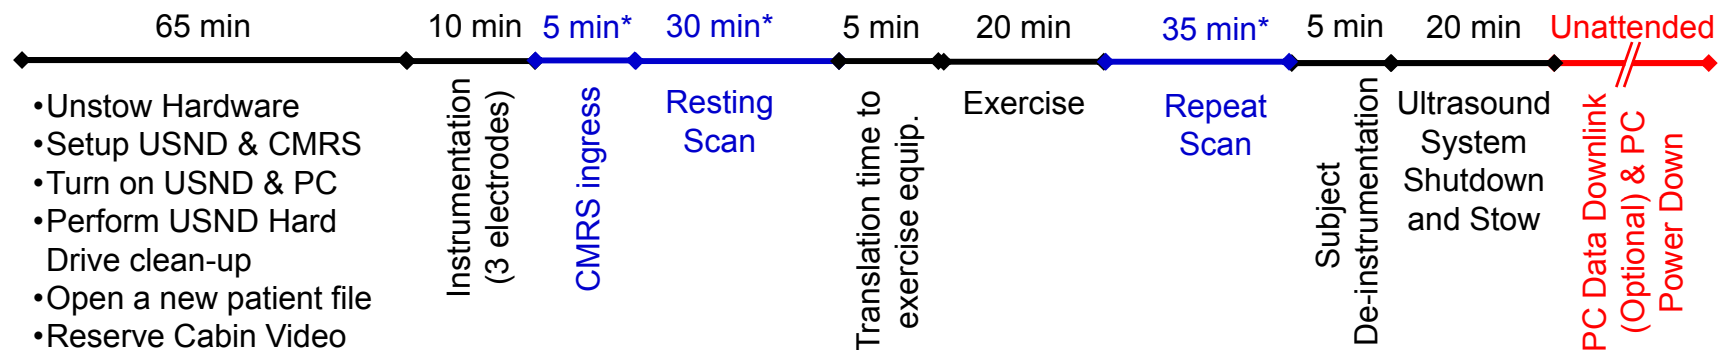 65 min
10 min
5 min*
30 min*
5 min
20 min
35 min*
5 min
20 min
Unattended
•Unstow Hardware
•Setup USND & CMRS
•Turn on USND & PC
•Perform USND Hard
Drive clean-up
•Open a new patient file
•Reserve Cabin Video
Instrumentation
(3 electrodes)
CMRS ingress
Resting
Scan
Translation time to
exercise equip.
Exercise
Repeat
Scan
Subject
De-instrumentation
Ultrasound
System
Shutdown
and Stow
PC Data Downlink
(Optional) & PC
Power Down